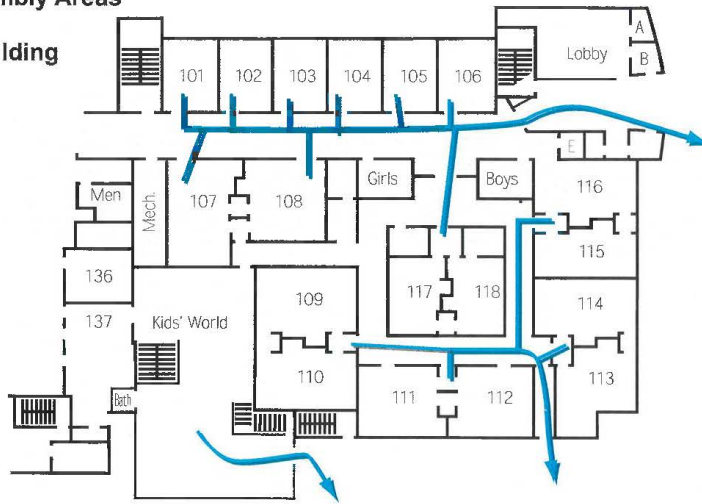 mbly Areas
lding
Lobby
A
B
101 102 103 104 105 106
E
Men
Mech.
107
108
Girls
Boys
116
115
136
137
Kids' World
109
110
117
118
114
113
Bath
111
112